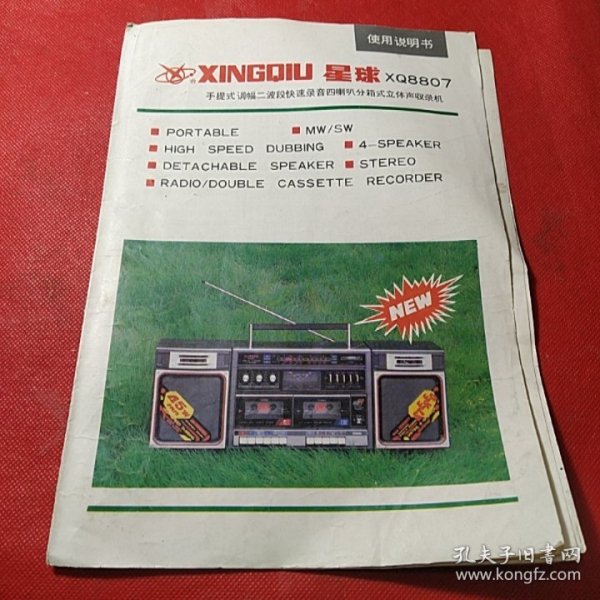 使用说明书
XINGQIU 星球 XQ8807
手提式调幅二波段快速录音四喇叭分箱式立体声收录机
■ PORTABLE ■ MW/SW
■ HIGH SPEED DUBBING ■ 4-SPEAKER
■ DETACHABLE SPEAKER ■ STEREO
■ RADIO/DOUBLE CASSETTE RECORDER
NEW
孔夫子旧书网
www.kongfz.com